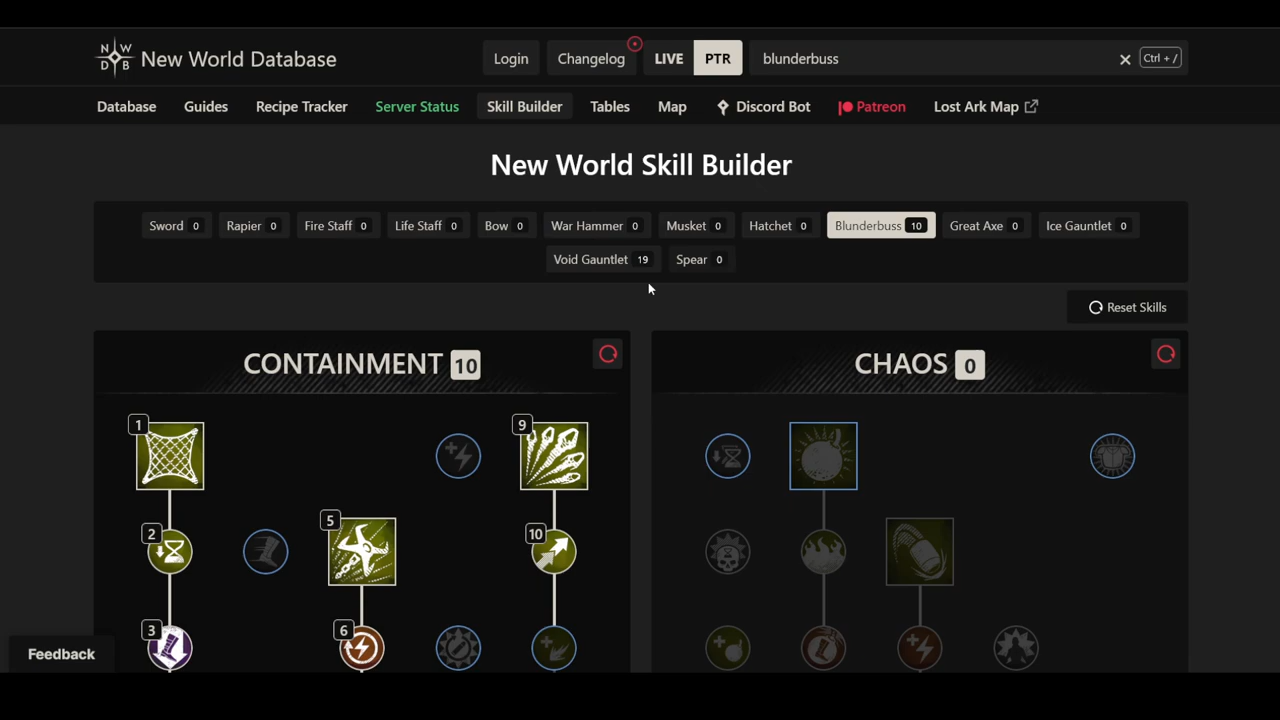 N W D B New World Database
Login Changelog LIVE PTR blunderbuss Ctrl + /
Database Guides Recipe Tracker Server Status Skill Builder Tables Map Discord Bot Patreon Lost Ark Map
New World Skill Builder
Sword 0 Rapier 0 Fire Staff 0 Life Staff 0 Bow 0 War Hammer 0 Musket 0 Hatchet 0 Blunderbuss 10 Great Axe 0 Ice Gauntlet 0
Void Gauntlet 19 Spear 0
Reset Skills
CONTAINMENT 10
CHAOS 0
1 9
2 5 10
3 6
Feedback